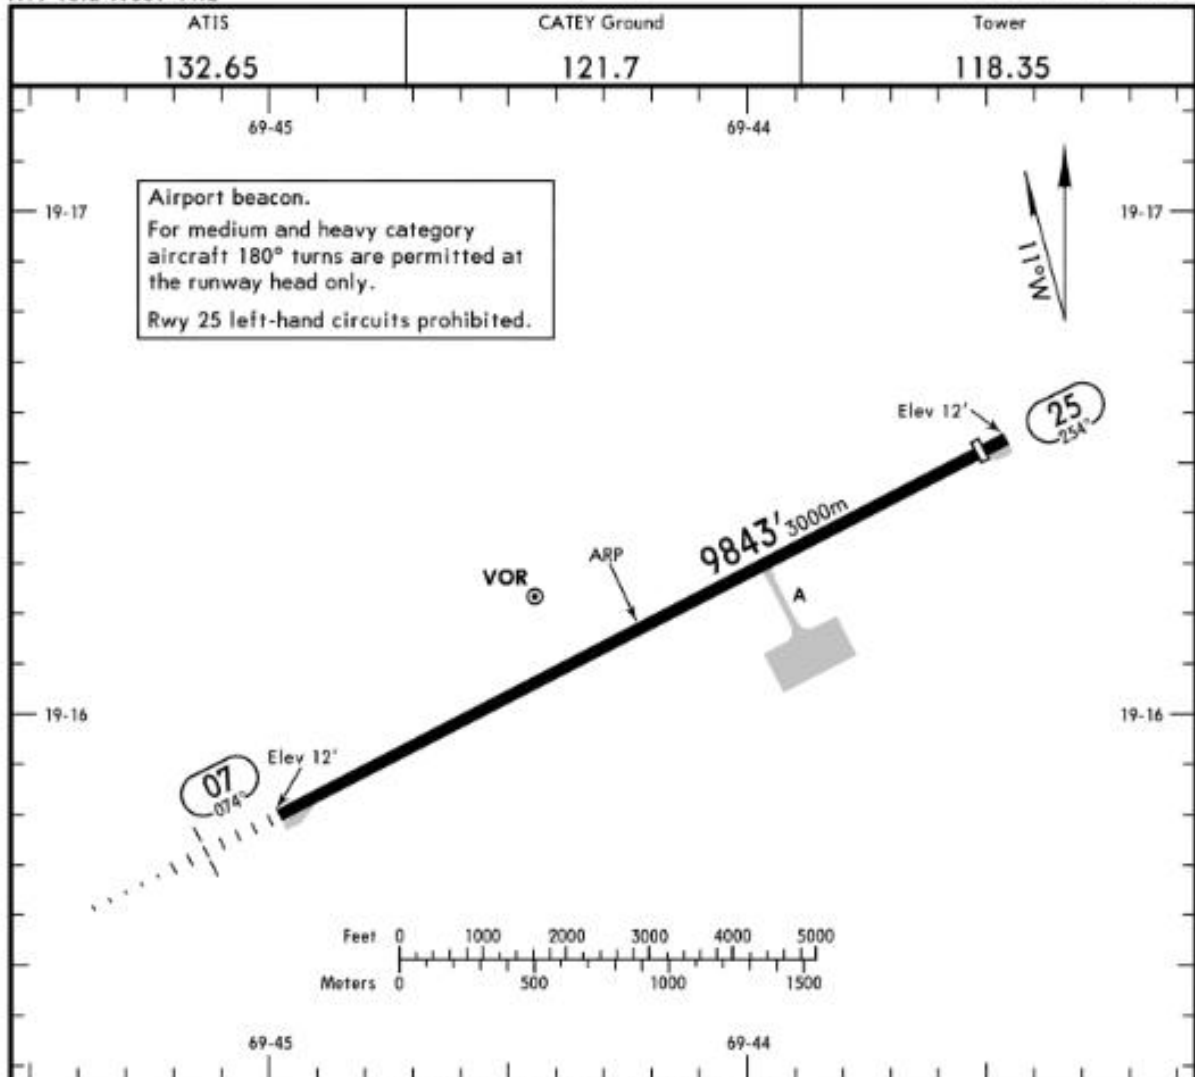 ATIS
CATEY Ground
Tower
132.65
121.7
118.35
69-45
69-44
Airport beacon.
For medium and heavy category
aircraft 180° turns are permitted at
the runway head only.
Rwy 25 left-hand circuits prohibited.
19-17
19-17
11°W
Elev 12'
25
254°
9843' 3000m
ARP
VOR
A
19-16
19-16
Elev 12'
07
074°
Feet 0 1000 2000 3000 4000 5000
Meters 0 500 1000 1500
69-45
69-44